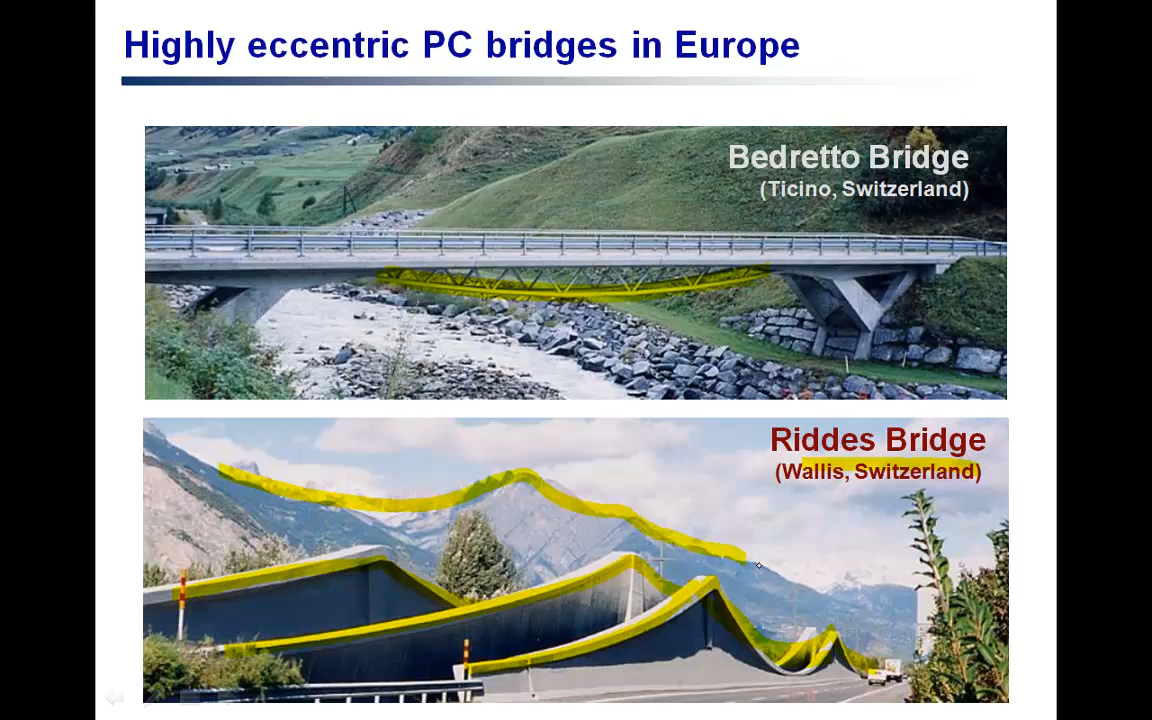 Highly eccentric PC bridges in Europe
Bedretto Bridge
(Ticino, Switzerland)
Riddes Bridge
(Wallis, Switzerland)